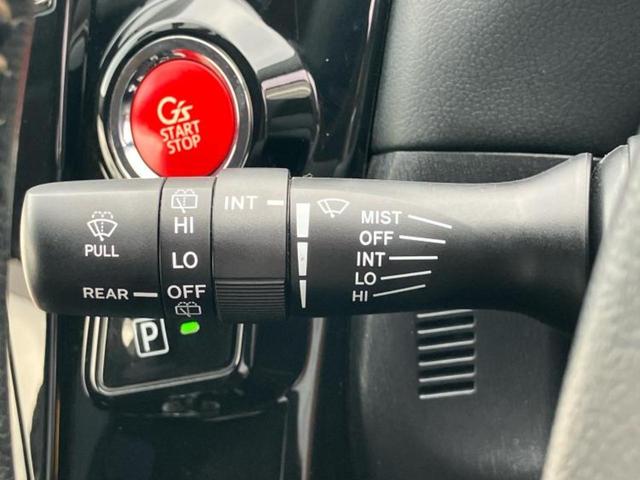 G's
START
STOP
PULL
REAR
HI
LO
OFF
INT
MIST
OFF
INT
LO
HI
P